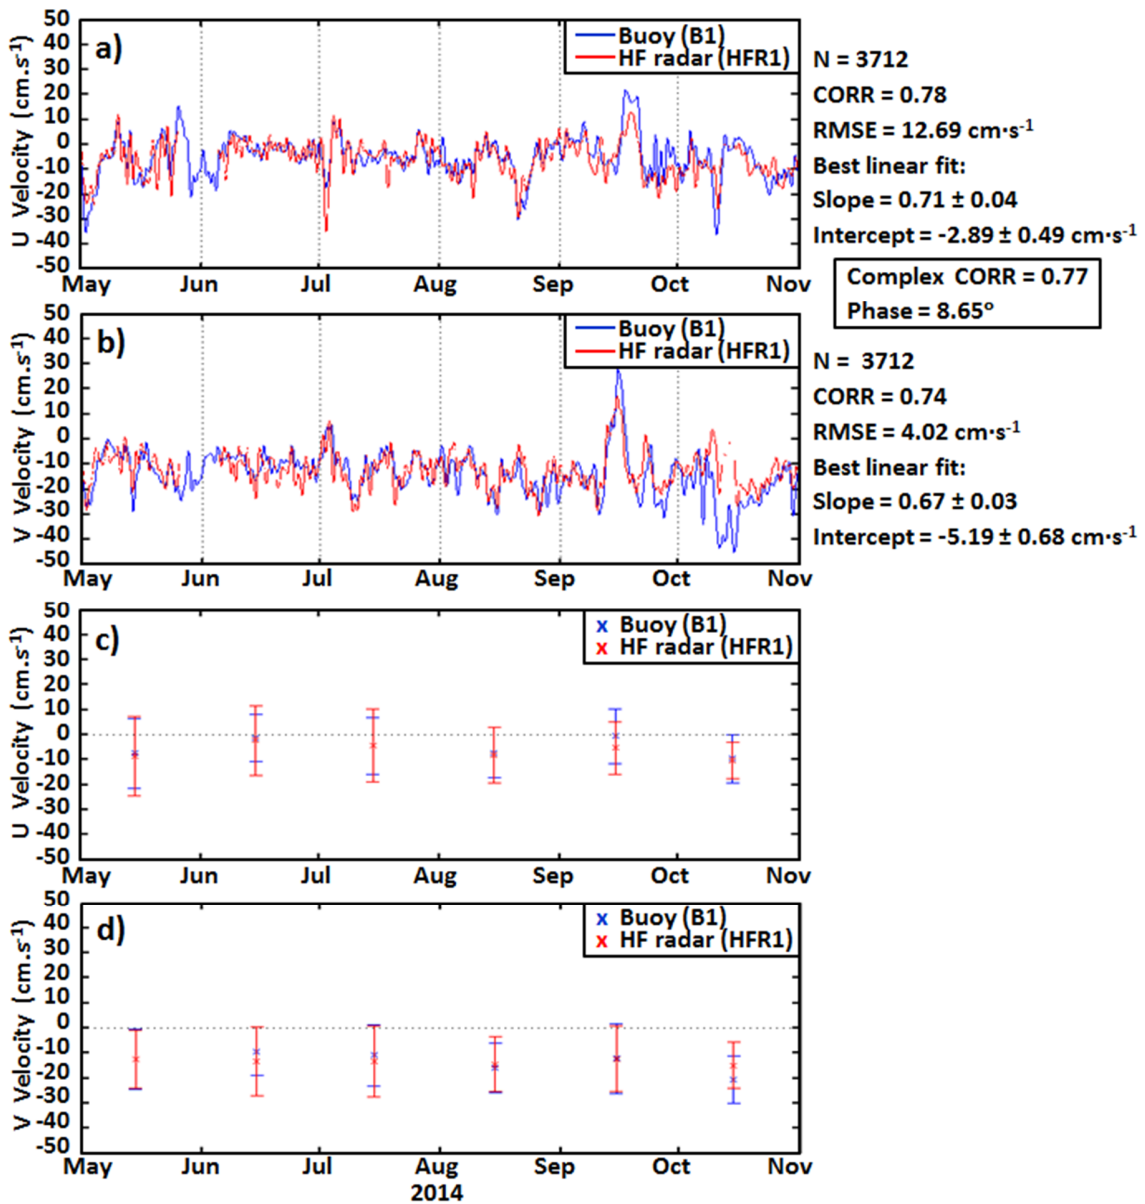 a)
Buoy (B1)
HF radar (HFR1)
U Velocity (cm.s-1)
50
40
30
20
10
0
-10
-20
-30
-40
-50
May Jun Jul Aug Sep Oct Nov
N = 3712
CORR = 0.78
RMSE = 12.69 cm·s-1
Best linear fit:
Slope = 0.71 ± 0.04
Intercept = -2.89 ± 0.49 cm·s-1
Complex CORR = 0.77
Phase = 8.65º
b)
Buoy (B1)
HF radar (HFR1)
V Velocity (cm.s-1)
50
40
30
20
10
0
-10
-20
-30
-40
-50
May Jun Jul Aug Sep Oct Nov
N = 3712
CORR = 0.74
RMSE = 4.02 cm·s-1
Best linear fit:
Slope = 0.67 ± 0.03
Intercept = -5.19 ± 0.68 cm·s-1
c)
x Buoy (B1)
x HF radar (HFR1)
U Velocity (cm.s-1)
50
40
30
20
10
0
-10
-20
-30
-40
-50
May Jun Jul Aug Sep Oct Nov
d)
x Buoy (B1)
x HF radar (HFR1)
V Velocity (cm.s-1)
50
40
30
20
10
0
-10
-20
-30
-40
-50
May Jun Jul Aug Sep Oct Nov
2014